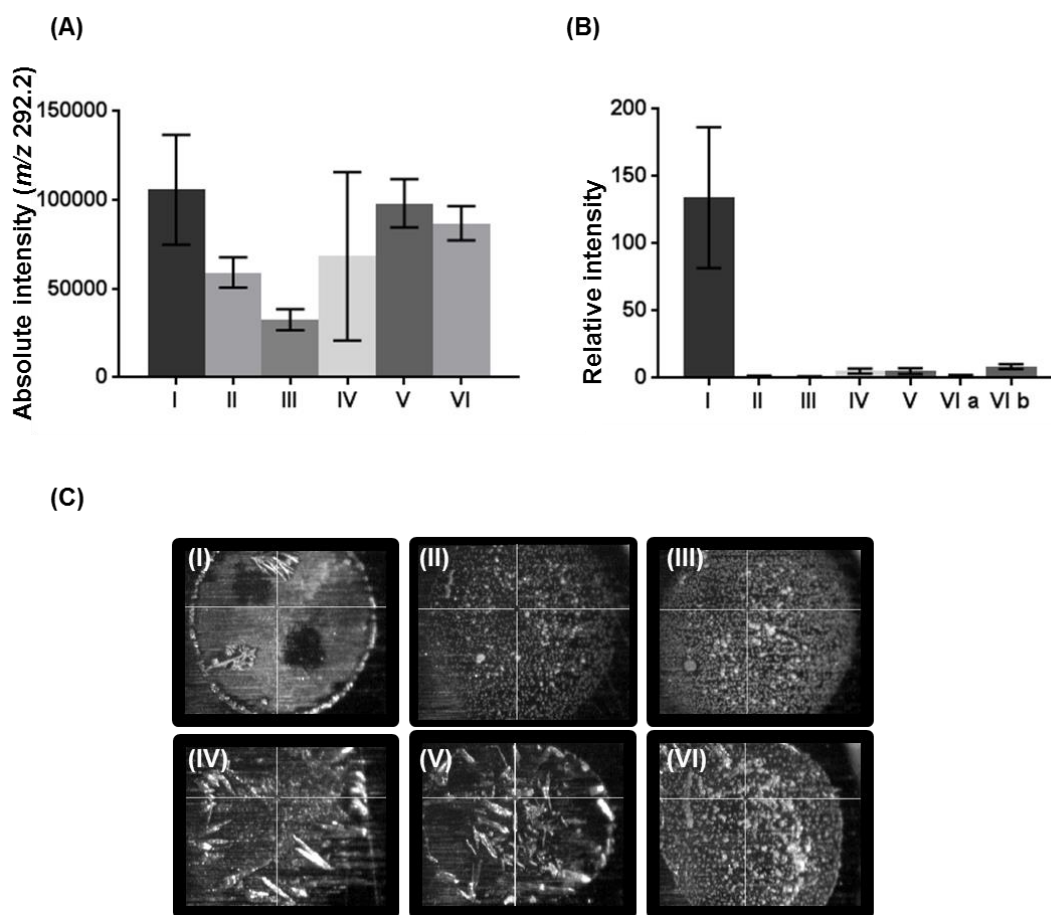 (A)
Absolute intensity (m/z 292.2)
150000
100000
50000
0
I II III IV V VI
(B)
Relative intensity
200
150
100
50
0
I II III IV V VI a VI b
(C)
(I) (II) (III)
(IV) (V) (VI)